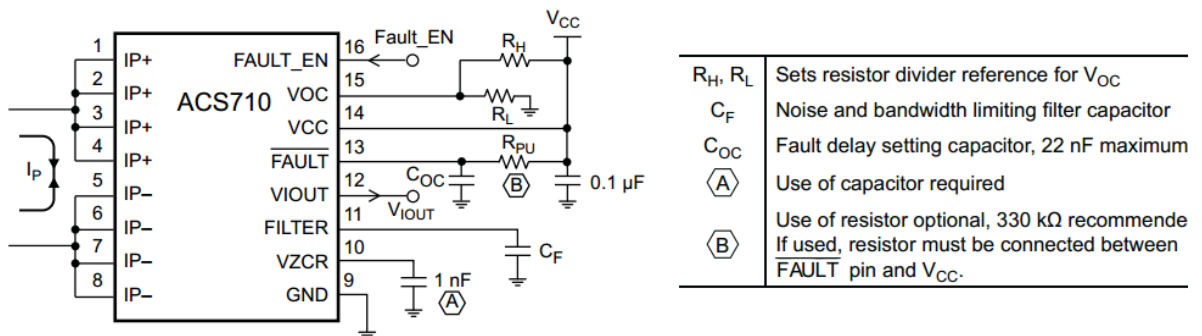 V_CC
1 IP+ FAULT_EN 16 Fault_EN R_H
2 IP+ VOC 15
ACS710
3 IP+ VCC 14 R_L
4 IP+ FAULT 13 R_PU
I_P
5 IP– VIOUT 12 C_OC B 0.1 µF
V_IOUT
6 IP– FILTER 11
7 IP– VZCR 10 C_F
8 IP– GND 9 1 nF
A
R_H, R_L Sets resistor divider reference for V_OC
C_F Noise and bandwidth limiting filter capacitor
C_OC Fault delay setting capacitor, 22 nF maximum
A Use of capacitor required
Use of resistor optional, 330 kΩ recommende
B If used, resistor must be connected between
FAULT pin and V_CC.